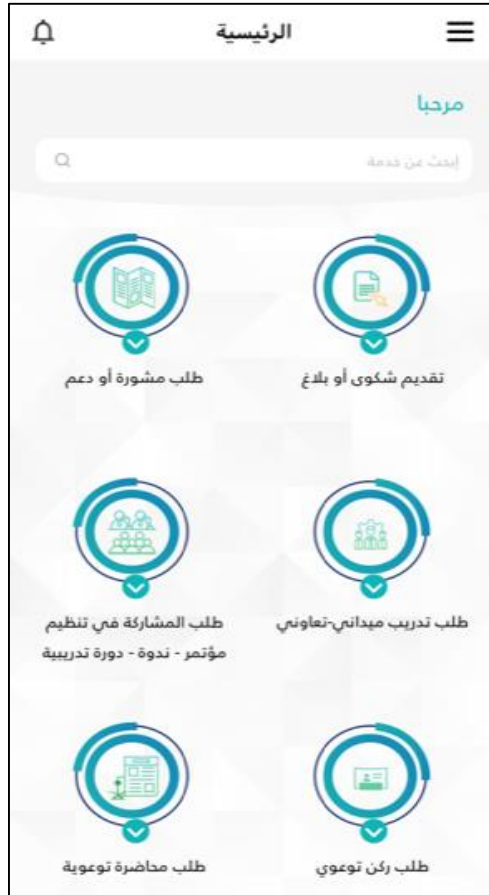 الرئيسية
مرحبا
إبحث عن خدمة
تقديم شكوى أو بلاغ
طلب مشورة أو دعم
طلب تدريب ميداني-تعاوني
طلب المشاركة في تنظيم
مؤتمر - ندوة - دورة تدريبية
طلب ركن توعوي
طلب محاضرة توعوية